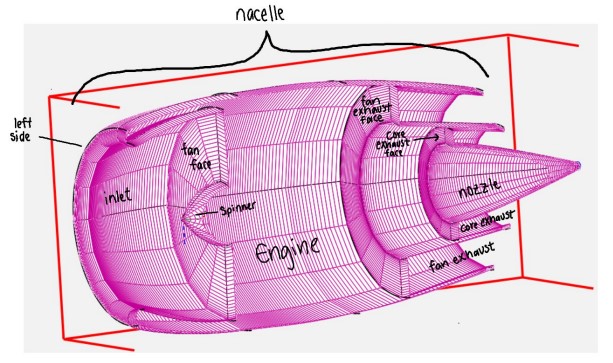 nacelle
left
side
inlet
fan
face
Spinner
Engine
fan
exhaust
face
Core
exhaust
face
nozzle
core exhaust
fan exhaust